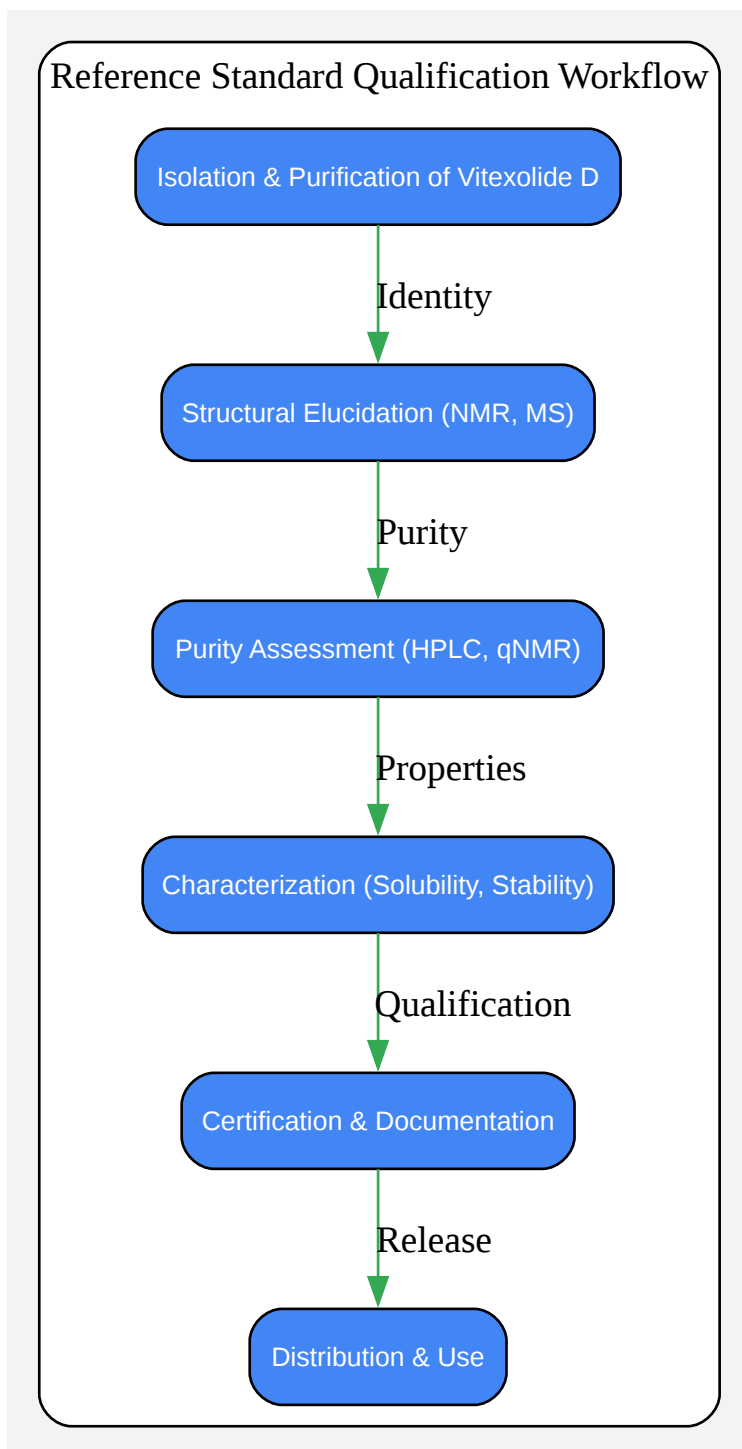 Reference Standard Qualification Workflow
Isolation & Purification of Vitexolide D
Identity
Structural Elucidation (NMR, MS)
Purity
Purity Assessment (HPLC, qNMR)
Properties
Characterization (Solubility, Stability)
Qualification
Certification & Documentation
Release
Distribution & Use